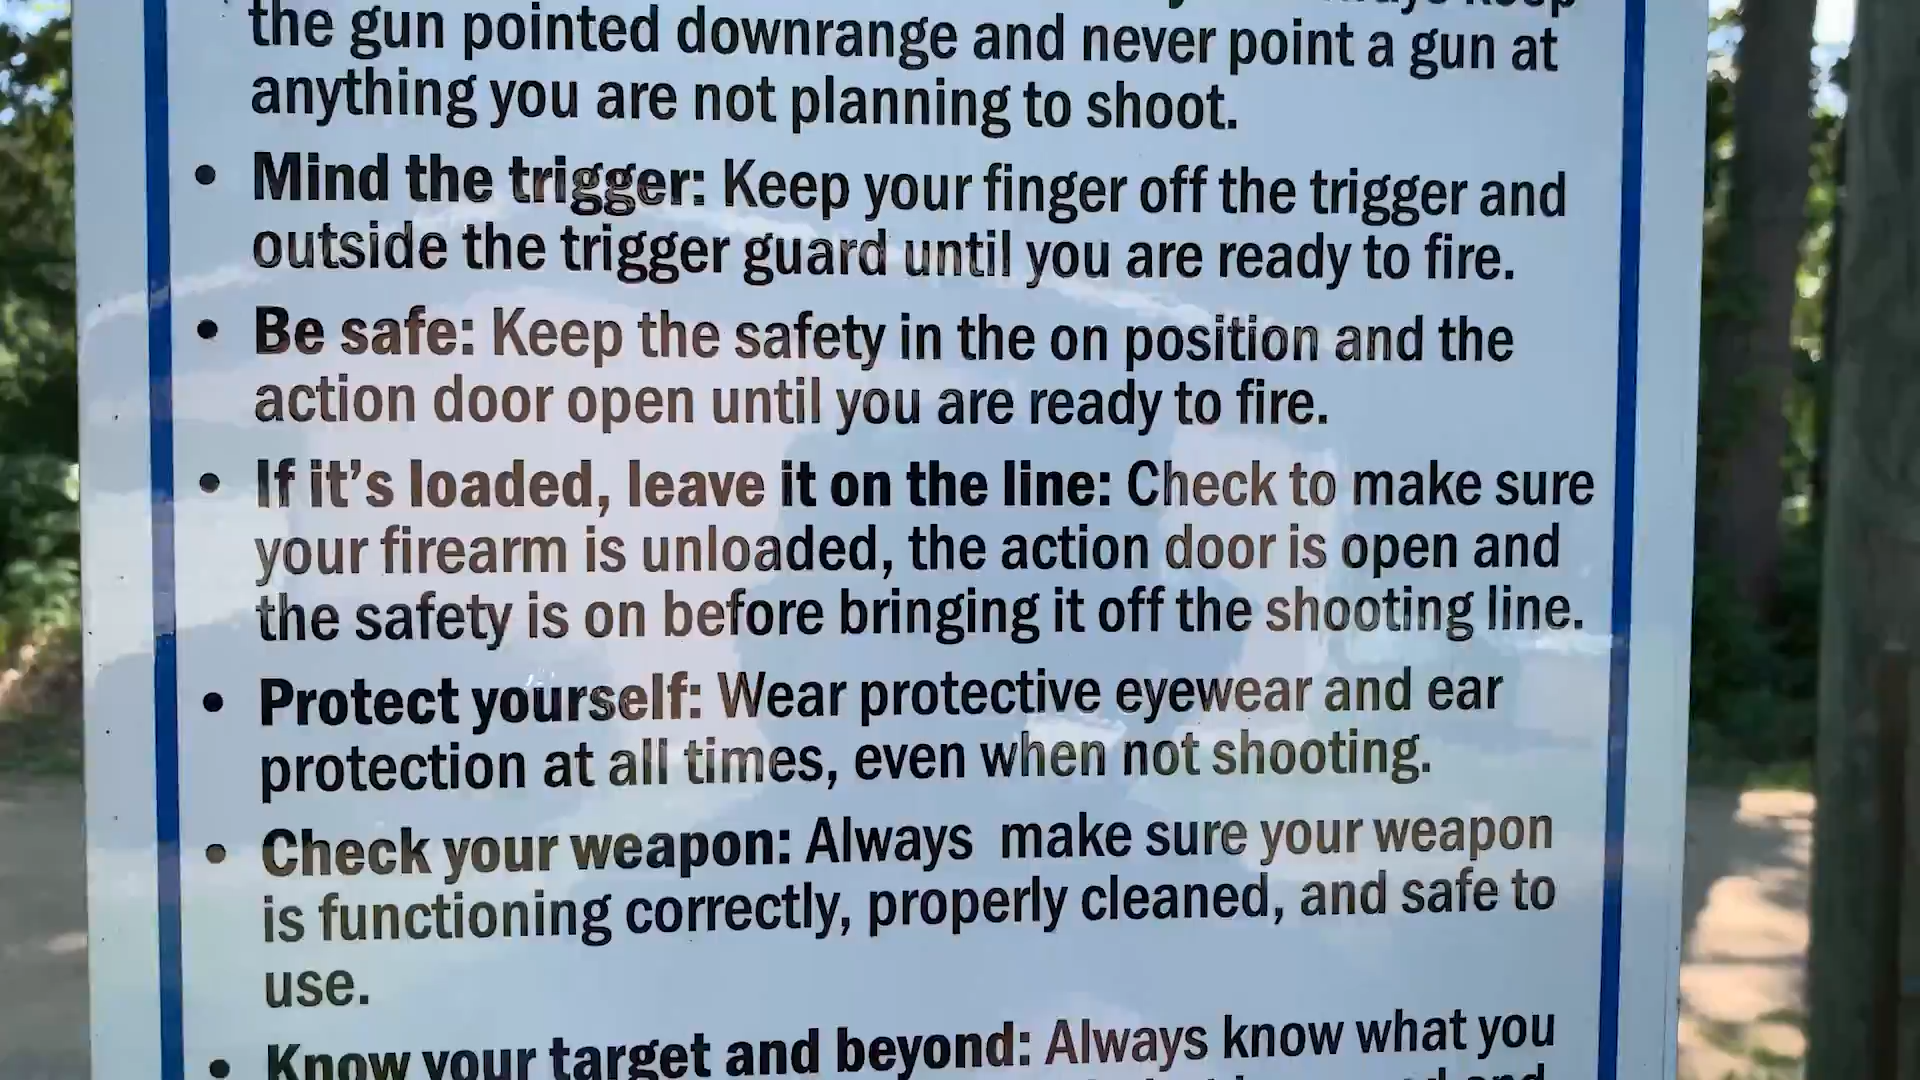 keep
the gun pointed downrange and never point a gun at
anything you are not planning to shoot.
• Mind the trigger: Keep your finger off the trigger and
outside the trigger guard until you are ready to fire.
• Be safe: Keep the safety in the on position and the
action door open until you are ready to fire.
• If it's loaded, leave it on the line: Check to make sure
your firearm is unloaded, the action door is open and
the safety is on before bringing it off the shooting line.
• Protect yourself: Wear protective eyewear and ear
protection at all times, even when not shooting.
• Check your weapon: Always make sure your weapon
is functioning correctly, properly cleaned, and safe to
use.
• Know your target and beyond: Always know what you
and